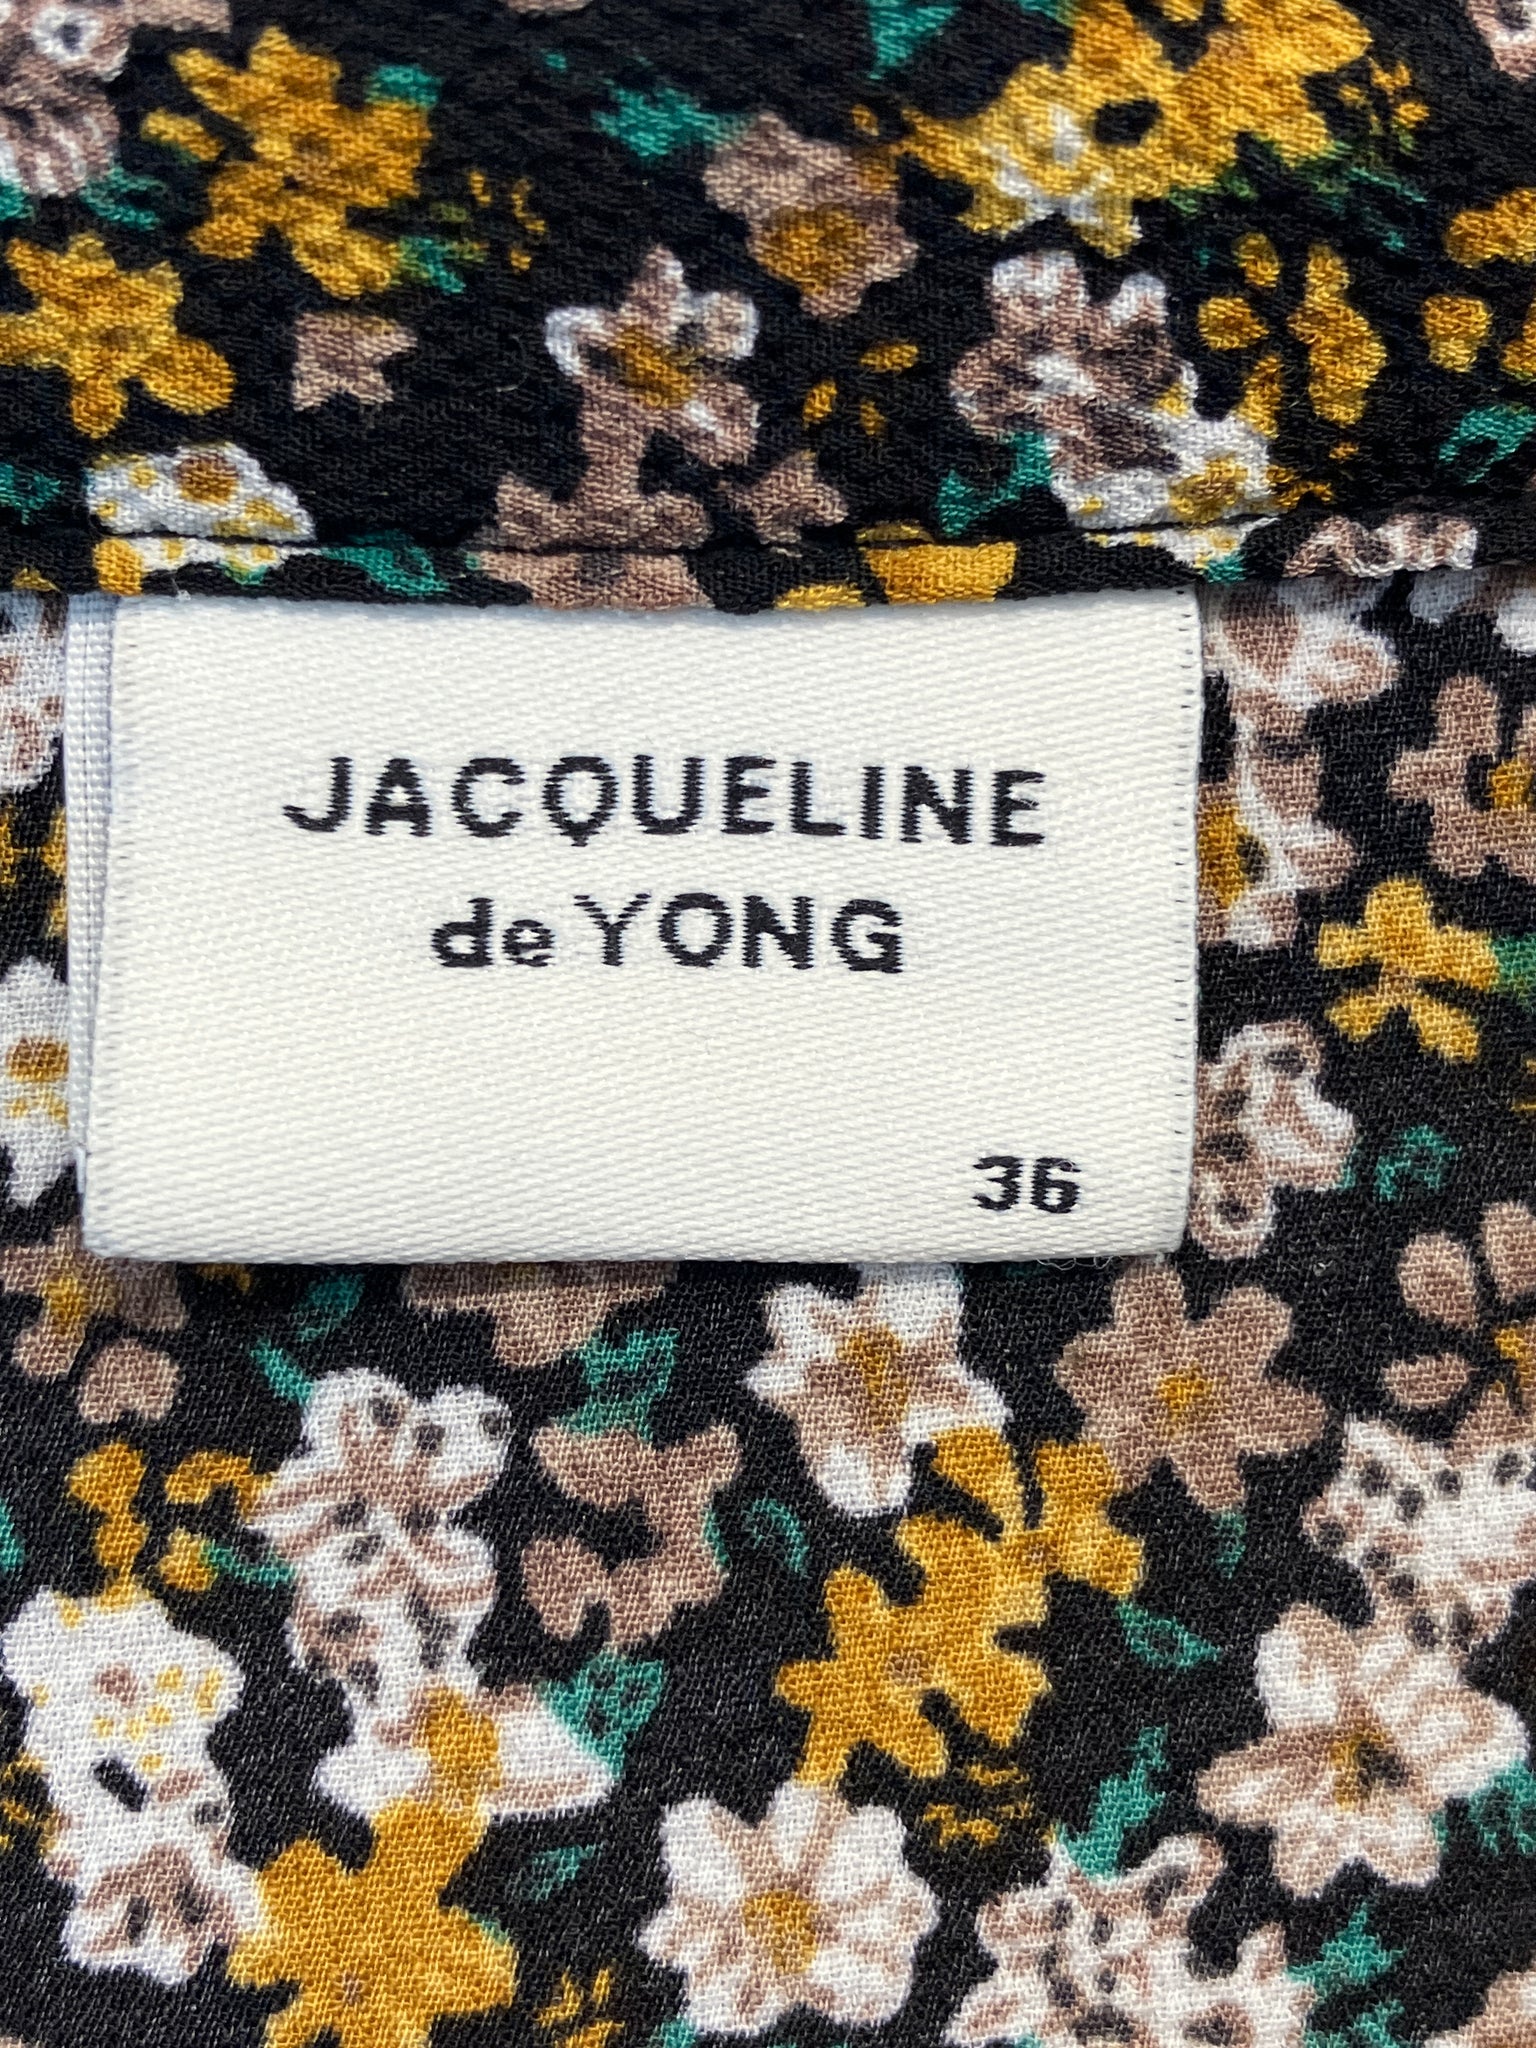 JACQUELINE
de YONG
36